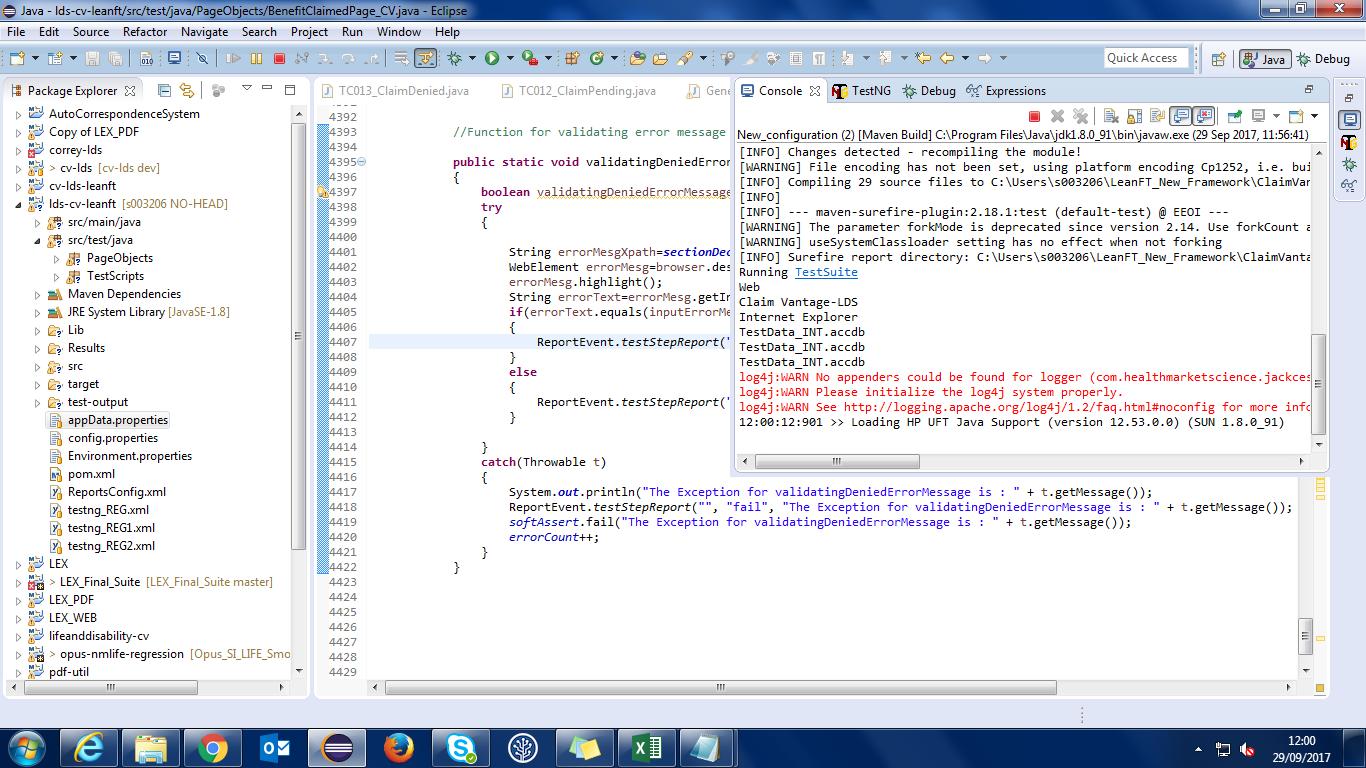 Java - lds-cv-leanft/src/test/java/PageObjects/BenefitClaimedPage_CV.java - Eclipse
File Edit Source Refactor Navigate Search Project Run Window Help
Quick Access
Java
Debug
Package Explorer
AutoCorrespondenceSystem
Copy of LEX_PDF
correy-lds
> cv-lds [cv-lds dev]
cv-lds-leanft
lds-cv-leanft [s003206 NO-HEAD]
src/main/java
src/test/java
PageObjects
TestScripts
Maven Dependencies
JRE System Library [JavaSE-1.8]
Lib
Results
src
target
test-output
appData.properties
config.properties
Environment.properties
pom.xml
ReportsConfig.xml
testng_REG.xml
testng_REG1.xml
testng_REG2.xml
LEX
> LEX_Final_Suite [LEX_Final_Suite master]
LEX_PDF
LEX_WEB
lifeanddisability-cv
> opus-nmlife-regression [Opus_SI_LIFE_Smo
pdf-util
TC013_ClaimDenied.java
TC012_ClaimPending.java
Gene
4392
4393 //Function for validating error message
4394
4395 public static void validatingDeniedError
4396 {
4397 boolean validatingDeniedErrorMessage
4398 try
4399 {
4400
4401 String errorMesgXpath=sectionDec
4402 WebElement errorMesg=browser.des
4403 errorMesg.highlight();
4404 String errorText=errorMesg.getIn
4405 if(errorText.equals(inputErrorMe
4406 {
4407 ReportEvent.testStepReport("
4408 }
4409 else
4410 {
4411 ReportEvent.testStepReport("
4412 }
4413
4414 }
4415 catch(Throwable t)
4416 {
4417 System.out.println("The Exception for validatingDeniedErrorMessage is : " + t.getMessage());
4418 ReportEvent.testStepReport("", "fail", "The Exception for validatingDeniedErrorMessage is : " + t.getMessage());
4419 softAssert.fail("The Exception for validatingDeniedErrorMessage is : " + t.getMessage());
4420 errorCount++;
4421 }
4422 }
4423
4424
4425
4426
4427
4428
4429
Console TestNG Debug Expressions
New_configuration (2) [Maven Build] C:\Program Files\Java\jdk1.8.0_91\bin\javaw.exe (29 Sep 2017, 11:56:41)
[INFO] Changes detected - recompiling the module!
[WARNING] File encoding has not been set, using platform encoding Cp1252, i.e. bui
[INFO] Compiling 29 source files to C:\Users\s003206\LeanFT_New_Framework\ClaimVan
[INFO]
[INFO] --- maven-surefire-plugin:2.18.1:test (default-test) @ EEOI ---
[WARNING] The parameter forkMode is deprecated since version 2.14. Use forkCount a
[WARNING] useSystemClassloader setting has no effect when not forking
[INFO] Surefire report directory: C:\Users\s003206\LeanFT_New_Framework\ClaimVanta
Running TestSuite
Web
Claim Vantage-LDS
Internet Explorer
TestData_INT.accdb
TestData_INT.accdb
TestData_INT.accdb
log4j:WARN No appenders could be found for logger (com.healthmarketscience.jackces
log4j:WARN Please initialize the log4j system properly.
log4j:WARN See http://logging.apache.org/log4j/1.2/faq.html#noconfig for more info
12:00:12:901 >> Loading HP UFT Java Support (version 12.53.0.0) (SUN 1.8.0_91)
12:00
29/09/2017